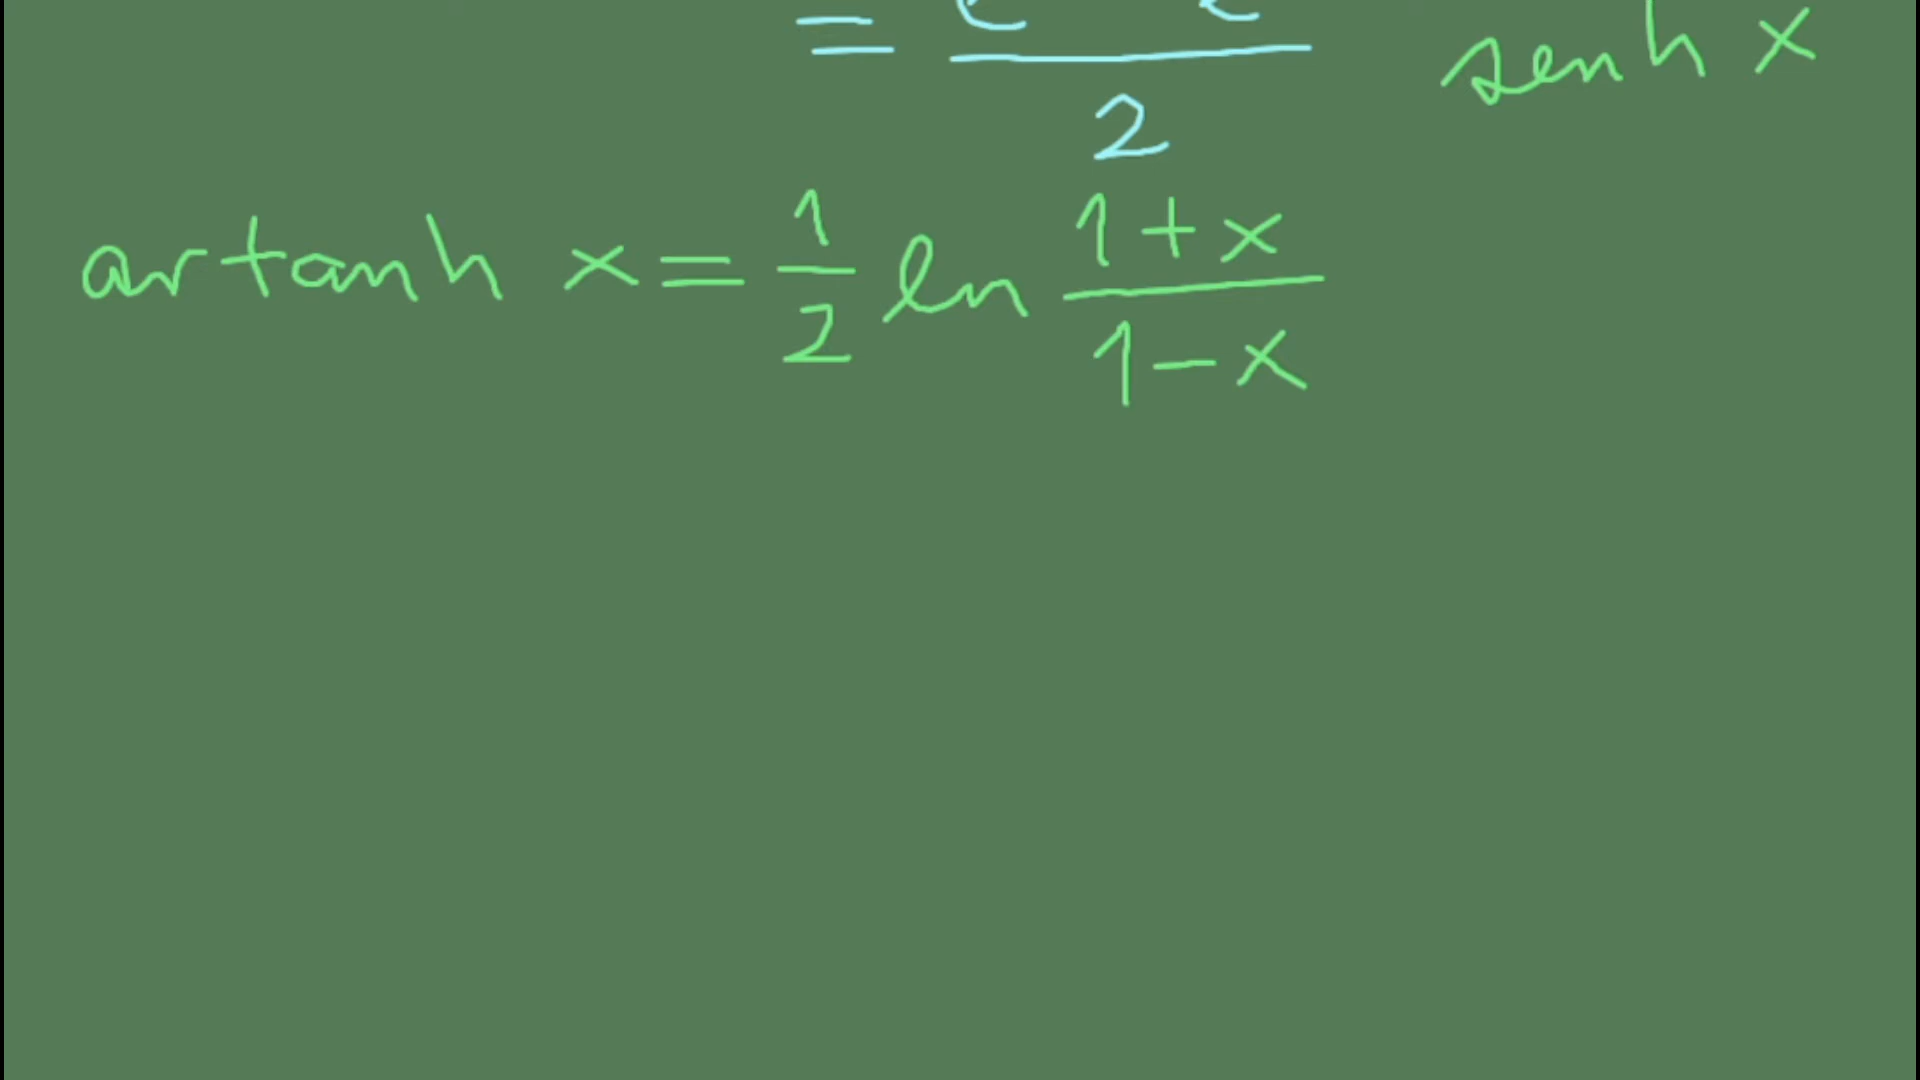 = 
2
senh x
artanh x = 1/2 ln (1+x)/(1-x)